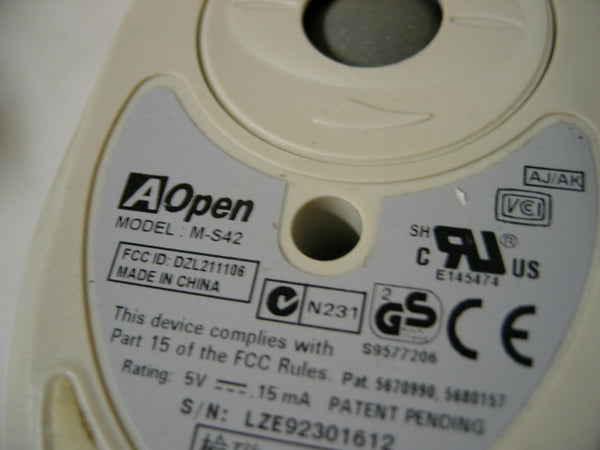 AOpen
MODEL : M-S42
FCC ID: DZL211106
MADE IN CHINA
N231
2
GS
S9577206
AJ/AK
VCI
SH
C
US
®
E145474
CE
This device complies with
Part 15 of the FCC Rules.
Pat. 5670990, 5680157
Rating: 5V .15 mA PATENT PENDING
S/N: LZE92301612